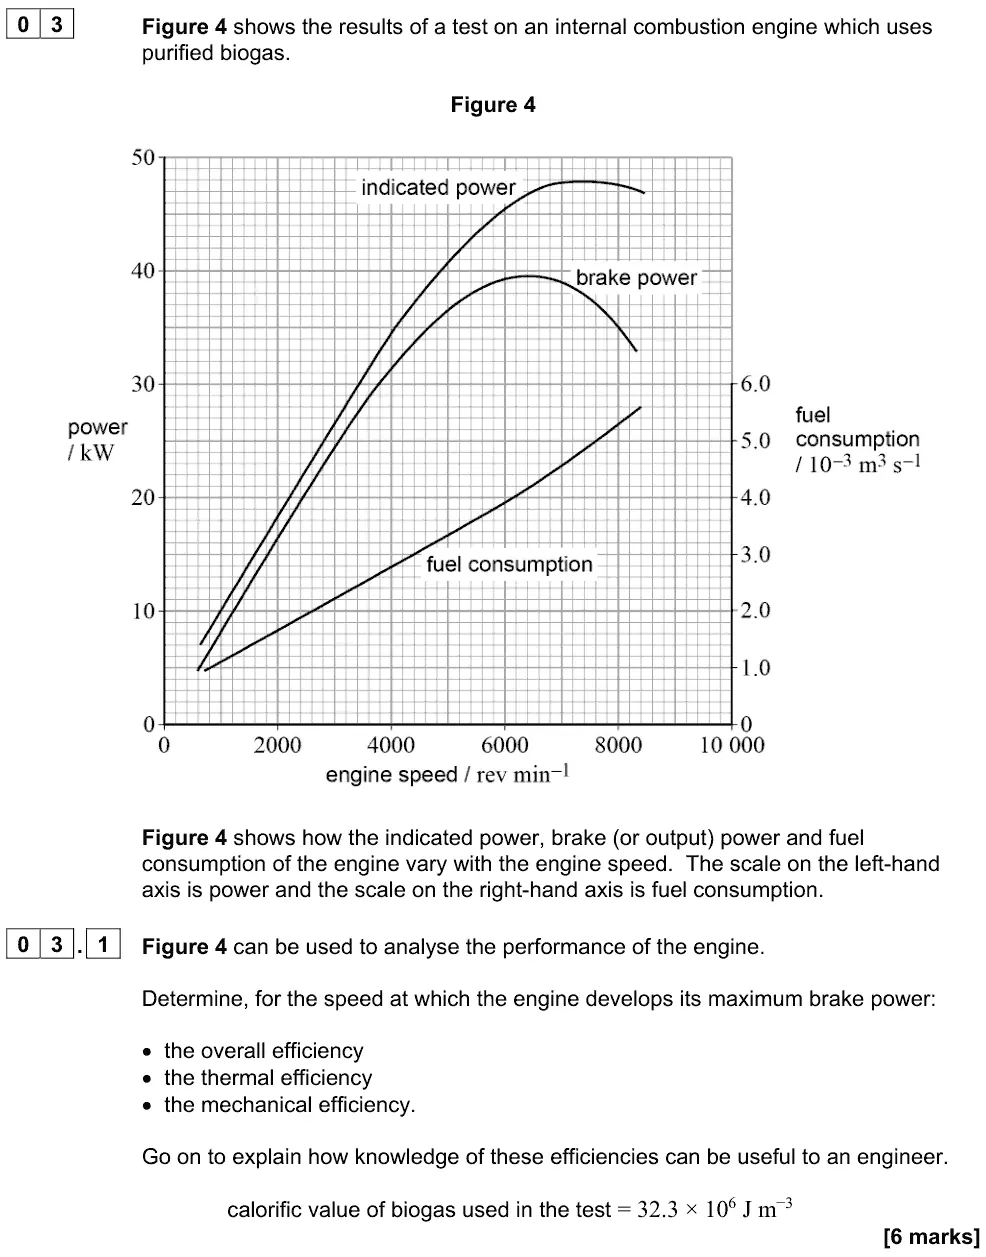 0 3 Figure 4 shows the results of a test on an internal combustion engine which uses
purified biogas.
Figure 4
50
indicated power
40
brake power
30
6.0
power
/ kW
fuel
consumption
/ 10⁻³ m³ s⁻¹
5.0
20
4.0
fuel consumption
3.0
10
2.0
1.0
0
0
0 2000 4000 6000 8000 10 000
engine speed / rev min⁻¹
Figure 4 shows how the indicated power, brake (or output) power and fuel
consumption of the engine vary with the engine speed. The scale on the left-hand
axis is power and the scale on the right-hand axis is fuel consumption.
0 3 . 1 Figure 4 can be used to analyse the performance of the engine.
Determine, for the speed at which the engine develops its maximum brake power:
• the overall efficiency
• the thermal efficiency
• the mechanical efficiency.
Go on to explain how knowledge of these efficiencies can be useful to an engineer.
calorific value of biogas used in the test = 32.3 × 10⁶ J m⁻³
[6 marks]